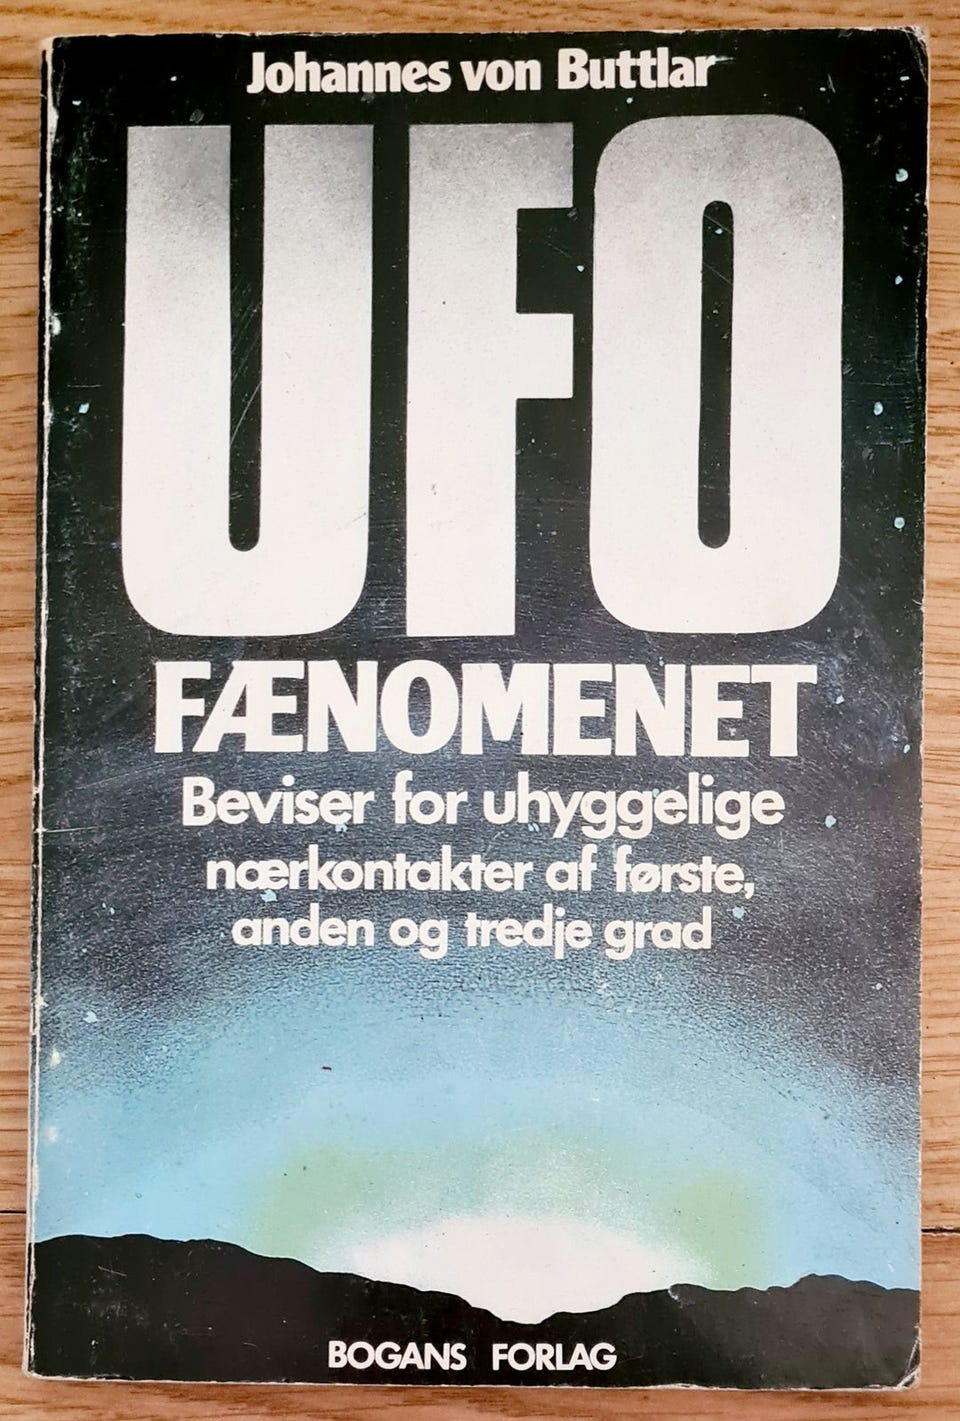 Johannes von Buttlar
UFO
FÆNOMENET
Beviser for uhyggelige
nærkontakter af første,
anden og tredje grad
BOGANS FORLAG